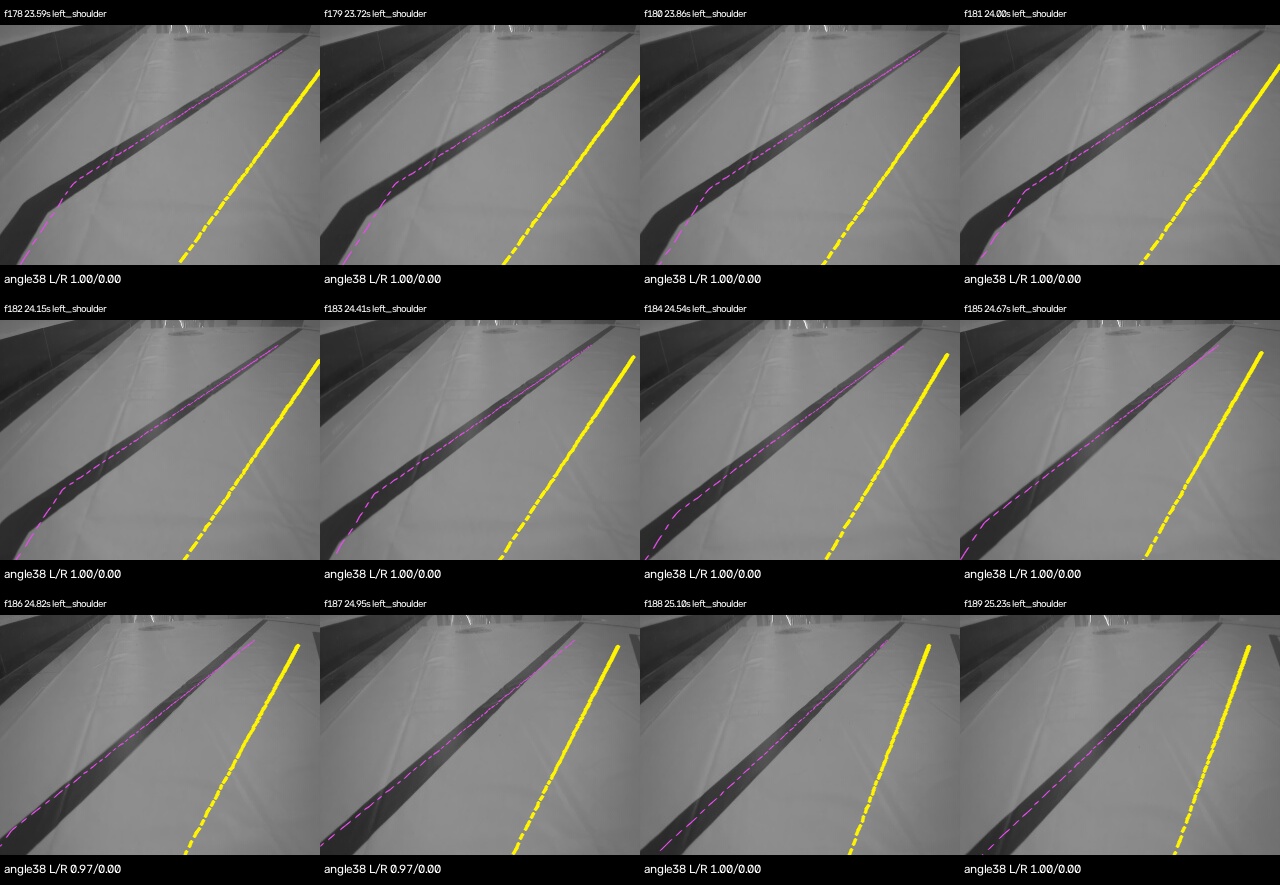 f178 23.59s left_shoulder
f179 23.72s left_shoulder
f180 23.86s left_shoulder
f181 24.00s left_shoulder
angle38 L/R 1.00/0.00
angle38 L/R 1.00/0.00
angle38 L/R 1.00/0.00
angle38 L/R 1.00/0.00
f182 24.15s left_shoulder
f183 24.41s left_shoulder
f184 24.54s left_shoulder
f185 24.67s left_shoulder
angle38 L/R 1.00/0.00
angle38 L/R 1.00/0.00
angle38 L/R 1.00/0.00
angle38 L/R 1.00/0.00
f186 24.82s left_shoulder
f187 24.95s left_shoulder
f188 25.10s left_shoulder
f189 25.23s left_shoulder
angle38 L/R 0.97/0.00
angle38 L/R 0.97/0.00
angle38 L/R 1.00/0.00
angle38 L/R 1.00/0.00